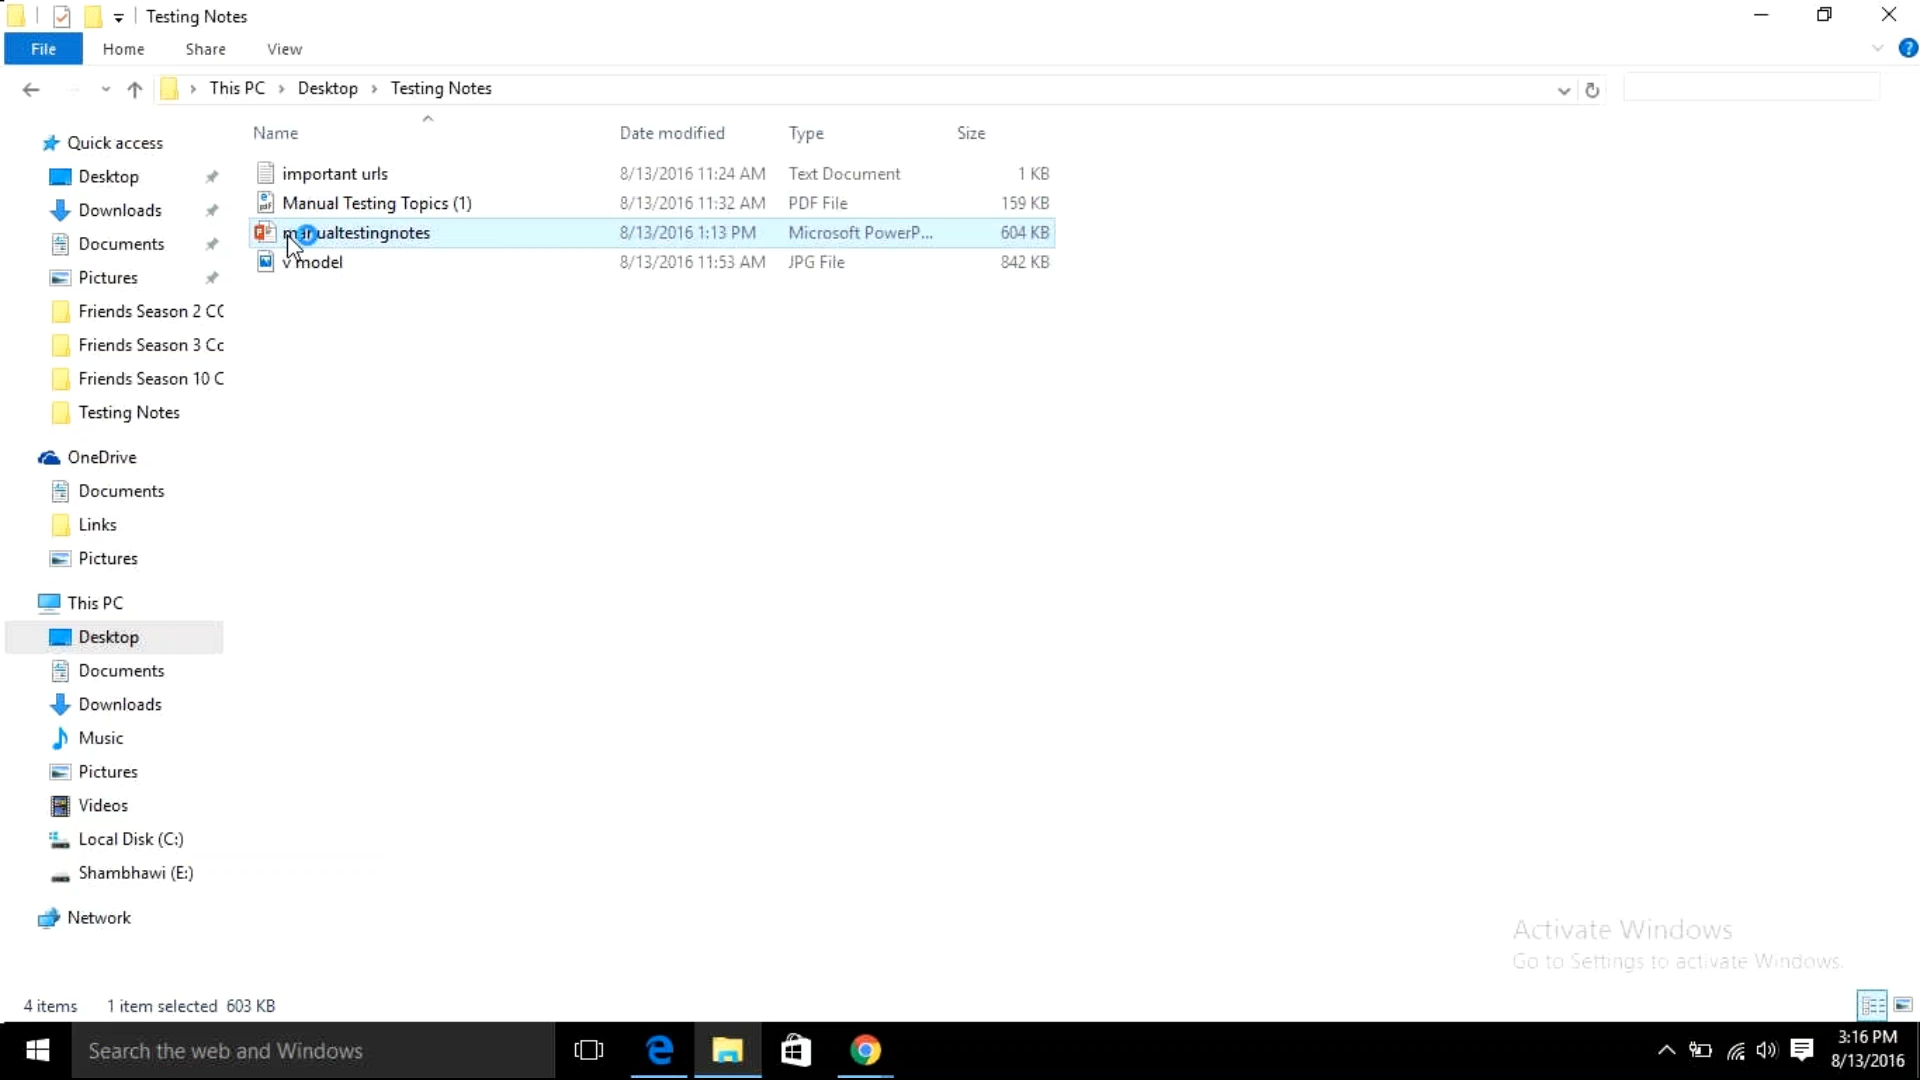 Testing Notes
File Home Share View
This PC Desktop Testing Notes
Name Date modified Type Size
Quick access
Desktop
Downloads
Documents
Pictures
Friends Season 2 CC
Friends Season 3 Cc
Friends Season 10 C
Testing Notes
OneDrive
Documents
Links
Pictures
This PC
Desktop
Documents
Downloads
Music
Pictures
Videos
Local Disk (C:)
Shambhawi (E:)
Network
important urls 8/13/2016 11:24 AM Text Document 1 KB
Manual Testing Topics (1) 8/13/2016 11:32 AM PDF File 159 KB
manualtestingnotes 8/13/2016 1:13 PM Microsoft PowerP... 604 KB
v model 8/13/2016 11:53 AM JPG File 842 KB
Activate Windows
Go to Settings to activate Windows.
4 items 1 item selected 603 KB
Search the web and Windows
3:16 PM
8/13/2016